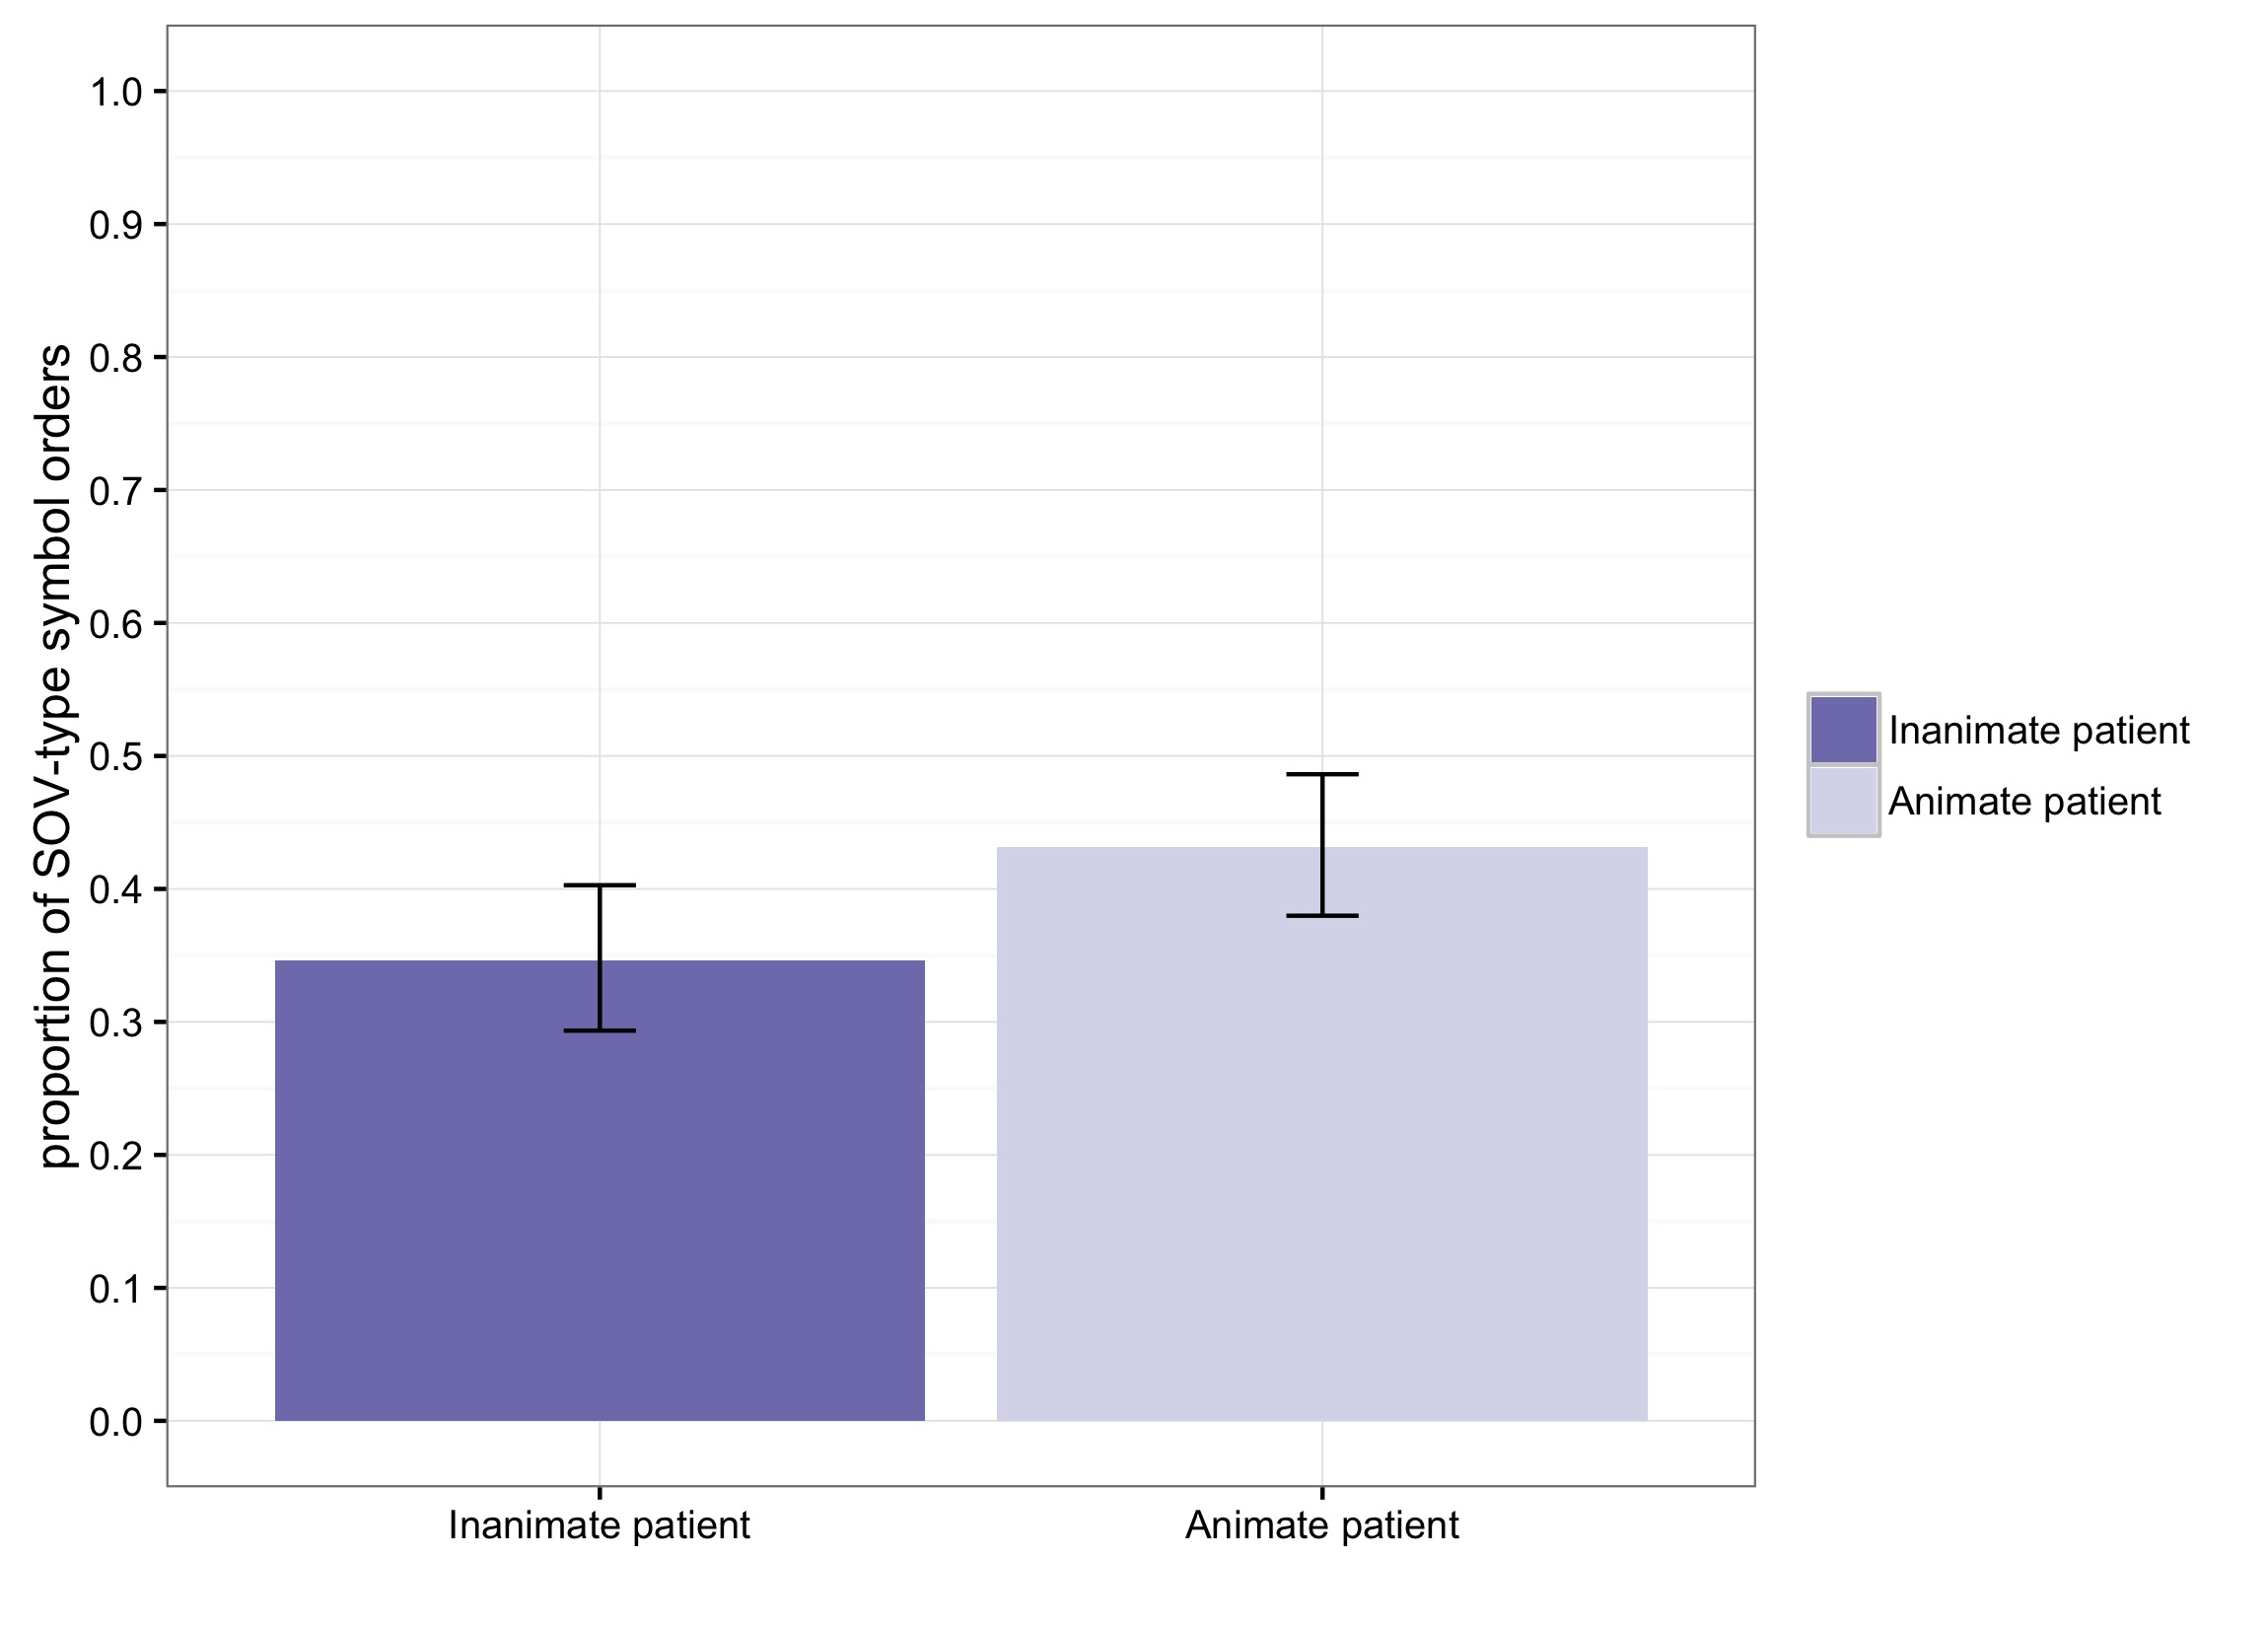 proportion of SOV-type symbol orders
1.0
0.9
0.8
0.7
0.6
0.5
0.4
0.3
0.2
0.1
0.0
Inanimate patient
Animate patient
Inanimate patient
Animate patient